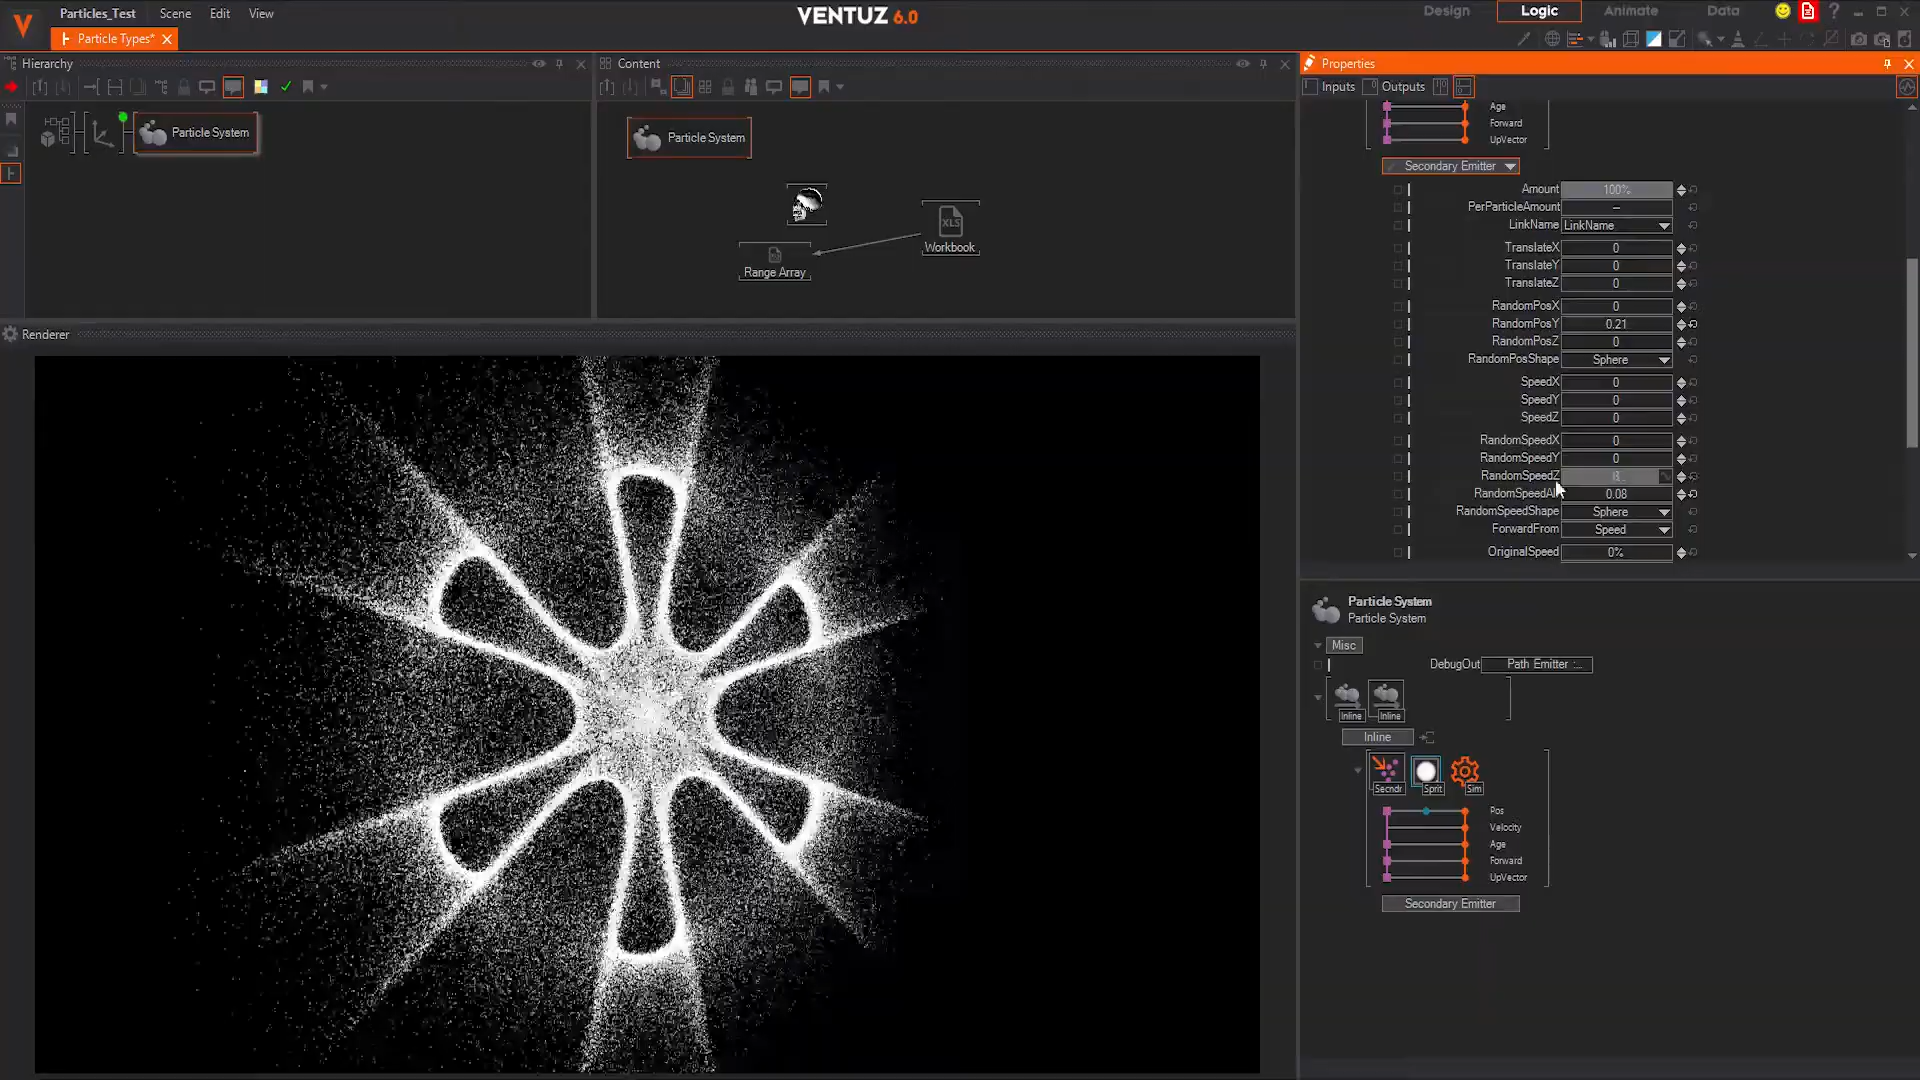 Particles_Test Scene Edit View
VENTUZ 6.0
Design Logic Animate Data
Particle Types*
Hierarchy
Content
Properties
Inputs Outputs
Particle System
Particle System
XLS
Workbook
Range Array
Renderer
Age
Forward
UpVector
Secondary Emitter
Amount 100%
PerParticleAmount –
LinkName LinkName
TranslateX 0
TranslateY 0
TranslateZ 0
RandomPosX 0
RandomPosY 0.21
RandomPosZ 0
RandomPosShape Sphere
SpeedX 0
SpeedY 0
SpeedZ 0
RandomSpeedX 0
RandomSpeedY 0
RandomSpeedZ
0.08
RandomSpeedShape Sphere
ForwardFrom Speed
OriginalSpeed 0%
Particle System
Particle System
Misc
DebugOut Path Emitter :...
Inline Inline
Inline
Secndr Sprit Sim
Pos
Velocity
Age
Forward
UpVector
Secondary Emitter